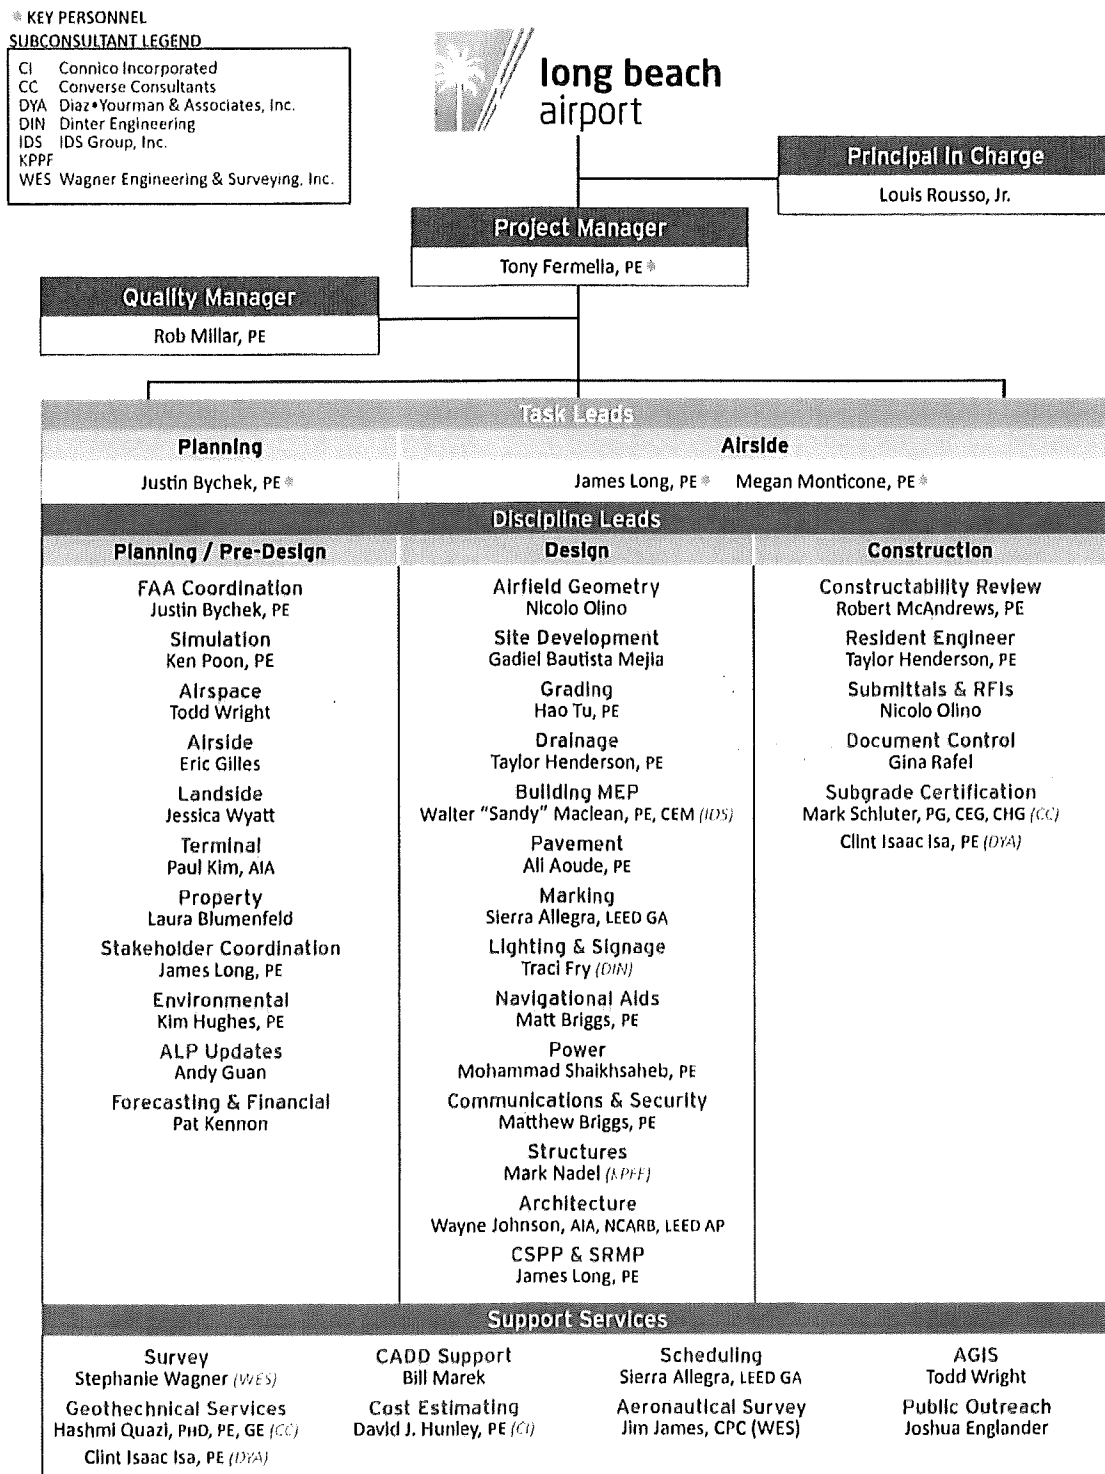 * KEY PERSONNEL
SUBCONSULTANT LEGEND
CI Connico Incorporated
CC Converse Consultants
DYA Diaz•Yourman & Associates, Inc.
DIN Dinter Engineering
IDS IDS Group, Inc.
KPPF
WES Wagner Engineering & Surveying, Inc.
long beach
airport
Principal in Charge
Louis Rousso, Jr.
Project Manager
Tony Fermelia, PE *
Quality Manager
Rob Millar, PE
Task Leads
Planning
Justin Bychek, PE *
Airside
James Long, PE * Megan Monticone, PE *
Discipline Leads
Planning / Pre-Design
FAA Coordination
Justin Bychek, PE
Simulation
Ken Poon, PE
Airspace
Todd Wright
Airside
Eric Gilles
Landside
Jessica Wyatt
Terminal
Paul Kim, AIA
Property
Laura Blumenfeld
Stakeholder Coordination
James Long, PE
Environmental
Kim Hughes, PE
ALP Updates
Andy Guan
Forecasting & Financial
Pat Kennon
Design
Airfield Geometry
Nicolo Olino
Site Development
Gadiel Bautista Mejia
Grading
Hao Tu, PE
Drainage
Taylor Henderson, PE
Building MEP
Walter "Sandy" Maclean, PE, CEM (IDS)
Pavement
Ali Aoude, PE
Marking
Sierra Allegra, LEED GA
Lighting & Signage
Traci Fry (DIN)
Navigational Aids
Matt Briggs, PE
Power
Mohammad Shaikhsaheb, PE
Communications & Security
Matthew Briggs, PE
Structures
Mark Nadel (KPFF)
Architecture
Wayne Johnson, AIA, NCARB, LEED AP
CSPP & SRMP
James Long, PE
Construction
Constructability Review
Robert McAndrews, PE
Resident Engineer
Taylor Henderson, PE
Submittals & RFIs
Nicolo Olino
Document Control
Gina Rafel
Subgrade Certification
Mark Schluter, PG, CEG, CHG (CC)
Clint Isaac Isa, PE (DYA)
Support Services
Survey
Stephanie Wagner (WES)
Geothechnical Services
Hashmi Quazi, PHD, PE, GE (CC)
Clint Isaac Isa, PE (DYA)
CADD Support
Bill Marek
Cost Estimating
David J. Hunley, PE (CI)
Scheduling
Sierra Allegra, LEED GA
Aeronautical Survey
Jim James, CPC (WES)
AGIS
Todd Wright
Public Outreach
Joshua Englander